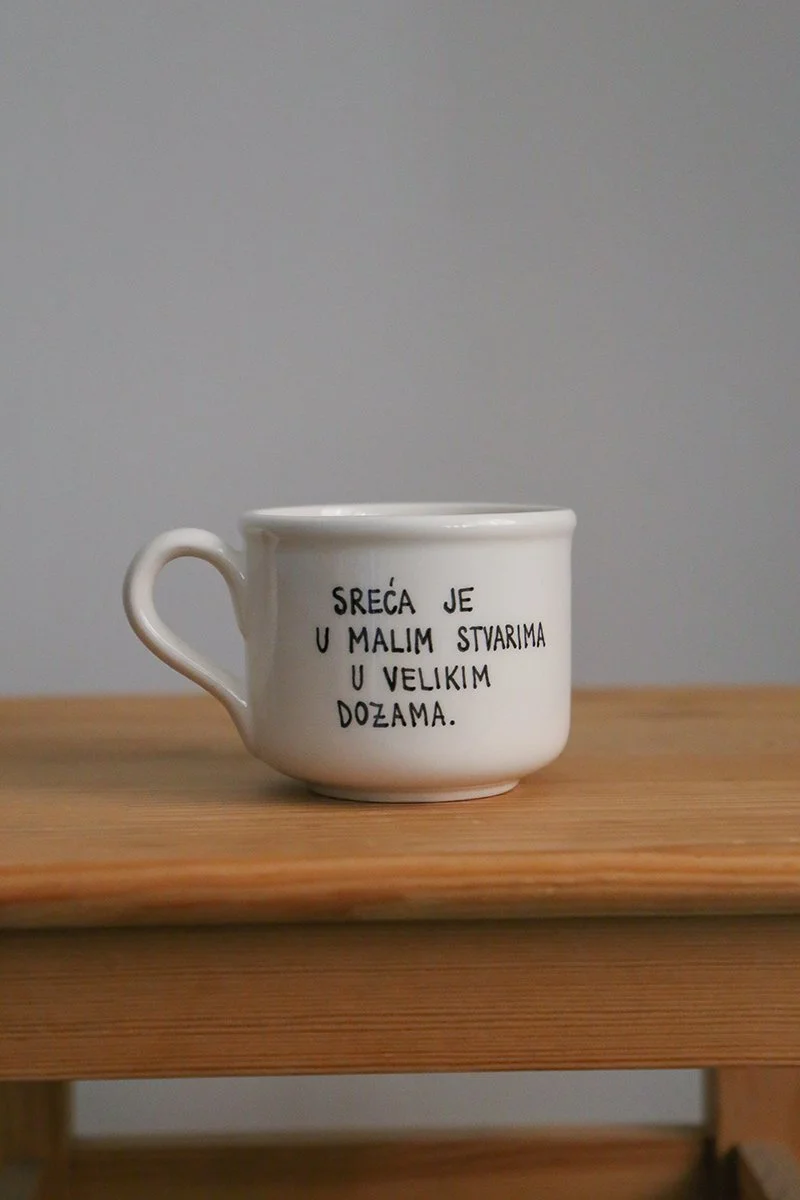 SREĆA JE
U MALIM STVARIMA
U VELIKIM
DOZAMA.